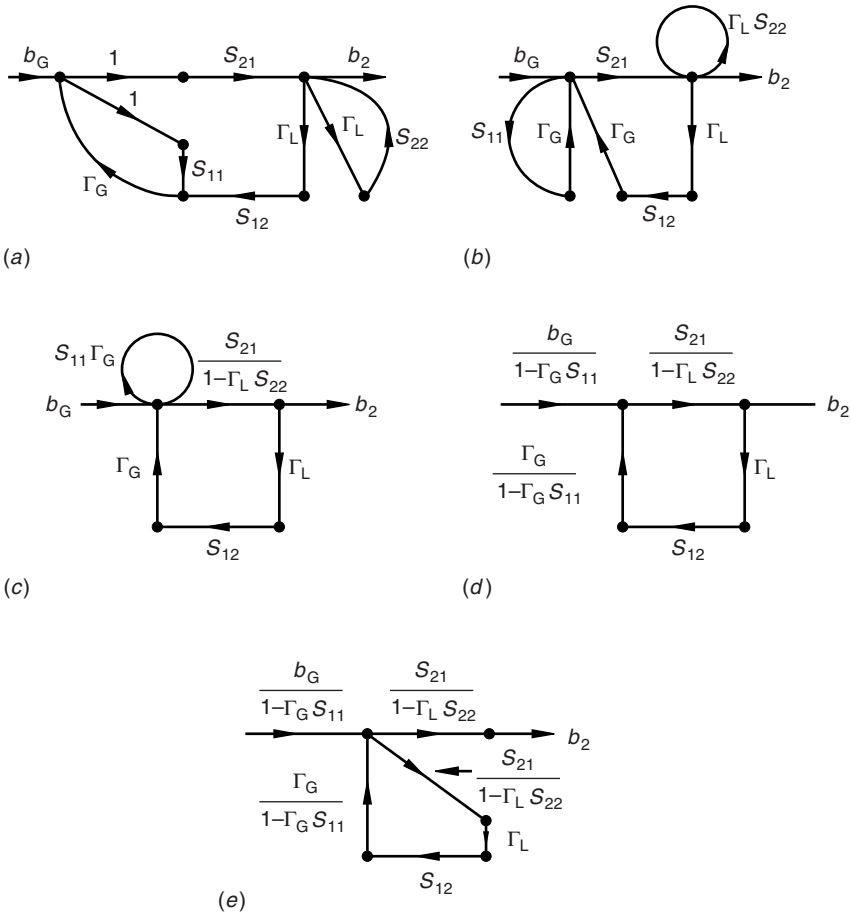 b_G 1 S_21 b_2
1
Γ_L Γ_L S_22
S_11
Γ_G
S_12
(a)
Γ_L S_22
b_G S_21
b_2
S_11 Γ_G Γ_G Γ_L
S_12
(b)
S_11 Γ_G S_21
1–Γ_L S_22
b_G b_2
Γ_G Γ_L
S_12
(c)
b_G S_21
1–Γ_G S_11 1–Γ_L S_22
b_2
Γ_G Γ_L
1–Γ_G S_11
S_12
(d)
b_G S_21
1–Γ_G S_11 1–Γ_L S_22
b_2
Γ_G S_21
1–Γ_G S_11 1–Γ_L S_22
Γ_L
S_12
(e)